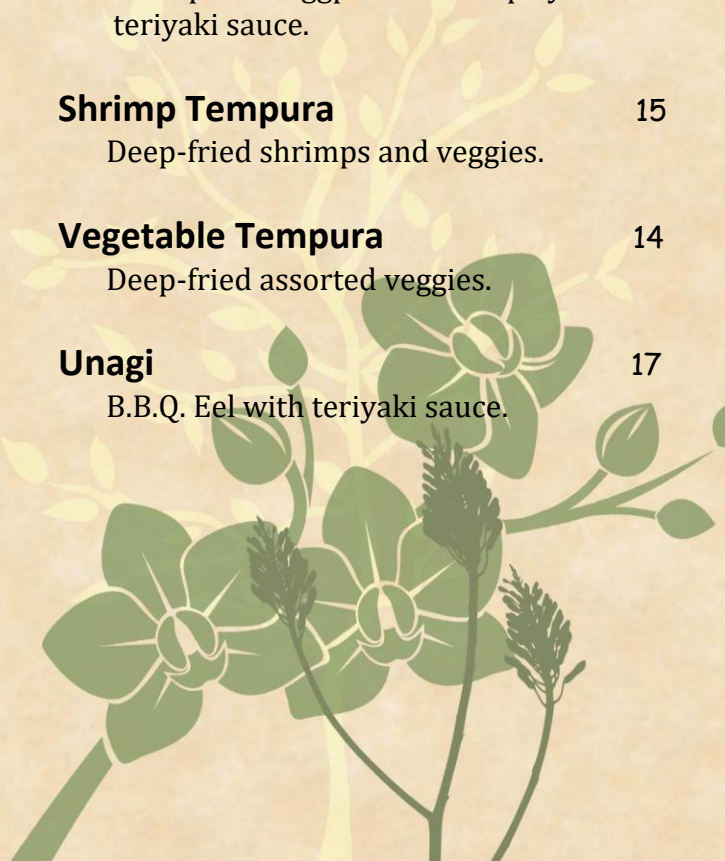 teriyaki sauce.
Shrimp Tempura 15
Deep-fried shrimps and veggies.
Vegetable Tempura 14
Deep-fried assorted veggies.
Unagi 17
B.B.Q. Eel with teriyaki sauce.